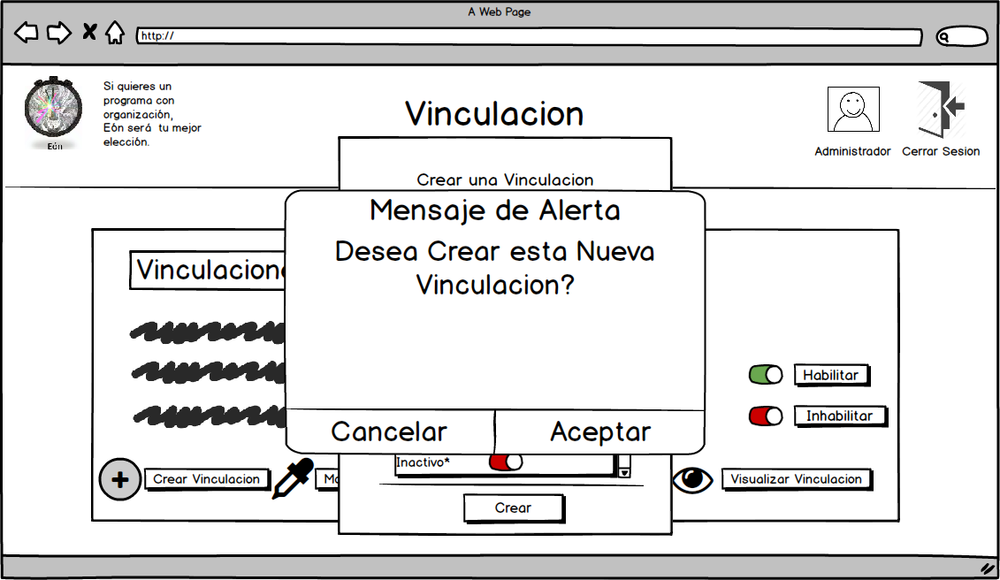 A Web Page
http://
Si quieres un
programa con
organización,
Eón será tu mejor
elección.
Eón
Vinculacion
Administrador
Cerrar Sesion
Crear una Vinculacion
Mensaje de Alerta
Desea Crear esta Nueva
Vinculacion?
Cancelar
Aceptar
Habilitar
Inhabilitar
Inactivo*
Crear Vinculacion
Visualizar Vinculacion
Crear